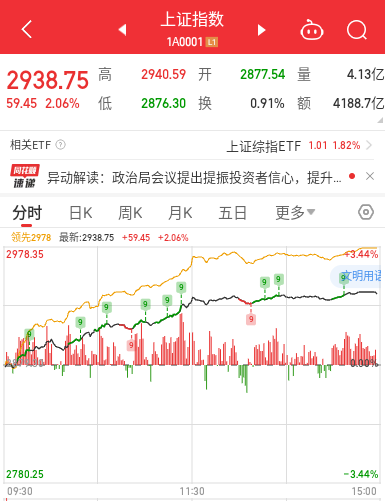 上证指数
1A0001 L1
2938.75 高 2940.59 开 2877.54 量 4.13亿
59.45 2.06% 低 2876.30 换 0.91% 额 4188.7亿
相关ETF ? 上证综指ETF 1.01 1.82%
同花顺 速递 异动解读：政治局会议提出提振投资者信心，提升...
分时 日K 周K 月K 五日 更多
领先2978 最新:2938.75 +59.45 +2.06%
2978.35 +3.44%
文明用语
9 9 9 9 9 9 9 9 9
9 9
0.00%
2780.25 -3.44%
09:30 11:30 15:00